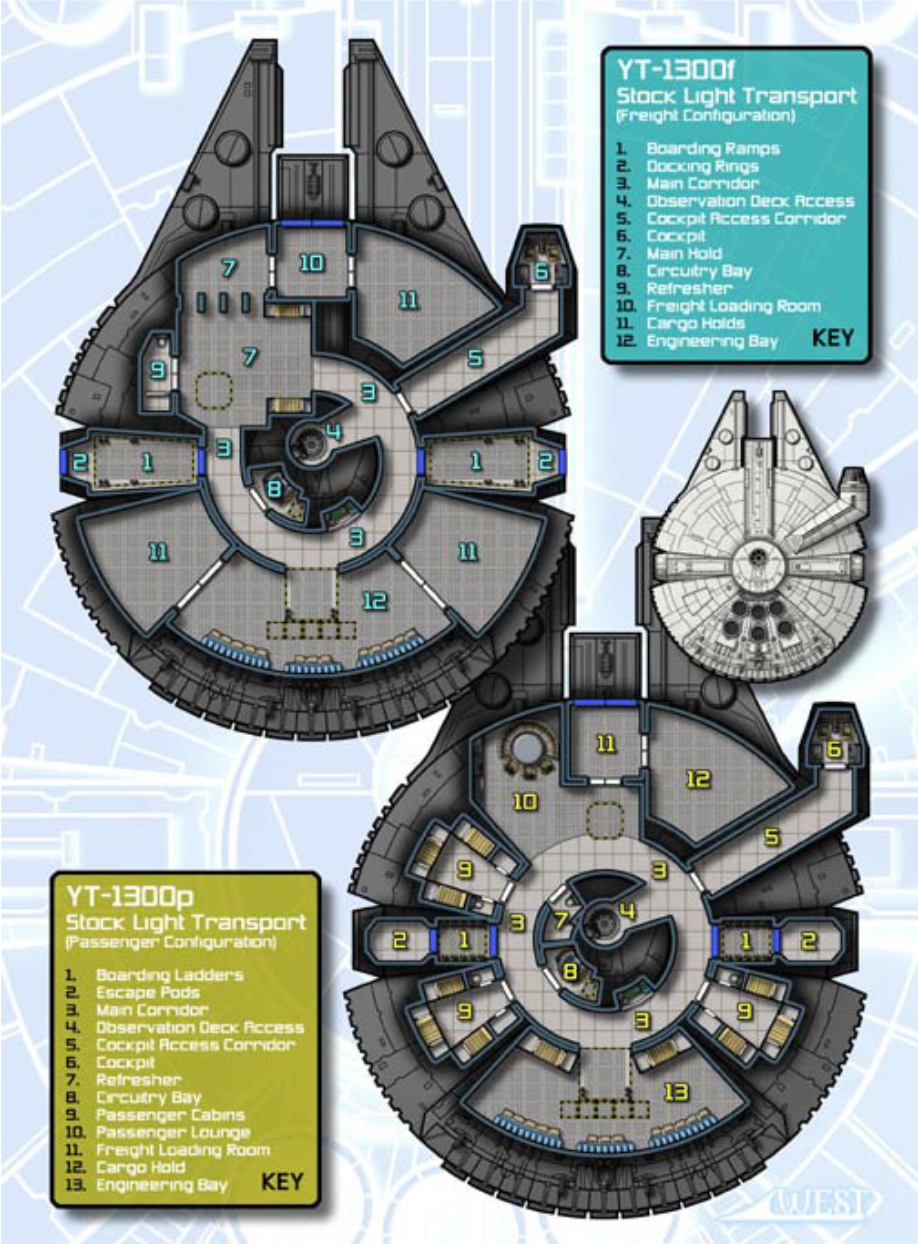 YT-1300f
Stock Light Transport
(Freight Configuration)
1. Boarding Ramps
2. Docking Rings
3. Main Corridor
4. Observation Deck Access
5. Cockpit Access Corridor
6. Cockpit
7. Main Hold
8. Circuitry Bay
9. Refresher
10. Freight Loading Room
11. Cargo Holds
12. Engineering Bay
KEY
7
10
6
11
7
5
9
3
4
3
2
1
1
2
8
3
11
11
12
YT-1300p
Stock Light Transport
(Passenger Configuration)
1. Boarding Ladders
2. Escape Pods
3. Main Corridor
4. Observation Deck Access
5. Cockpit Access Corridor
6. Cockpit
7. Refresher
8. Circuitry Bay
9. Passenger Cabins
10. Passenger Lounge
11. Freight Loading Room
12. Cargo Hold
13. Engineering Bay
KEY
11
6
12
10
5
9
3
4
7
3
2
1
1
2
8
9
3
9
13
WEST